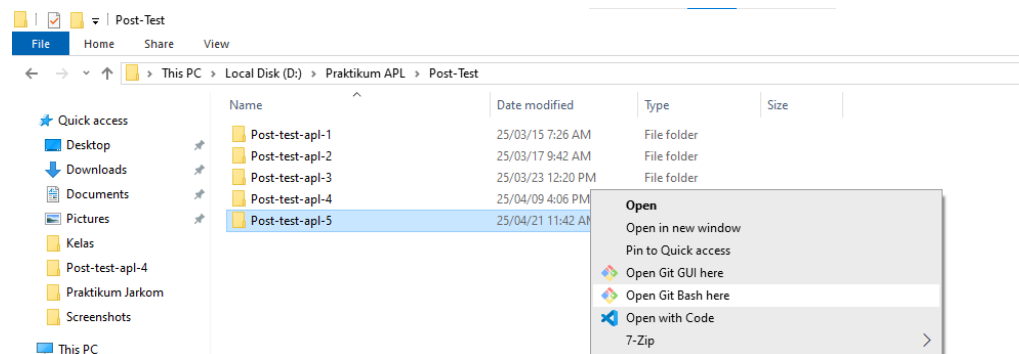 Post-Test
File Home Share View
This PC Local Disk (D:) Praktikum APL Post-Test
Name Date modified Type Size
Quick access
Desktop
Downloads
Documents
Pictures
Kelas
Post-test-apl-4
Praktikum Jarkom
Screenshots
This PC
Post-test-apl-1 25/03/15 7:26 AM File folder
Post-test-apl-2 25/03/17 9:42 AM File folder
Post-test-apl-3 25/03/23 12:20 PM File folder
Post-test-apl-4 25/04/09 4:06 PM
Post-test-apl-5 25/04/21 11:42 AM
Open
Open in new window
Pin to Quick access
Open Git GUI here
Open Git Bash here
Open with Code
7-Zip